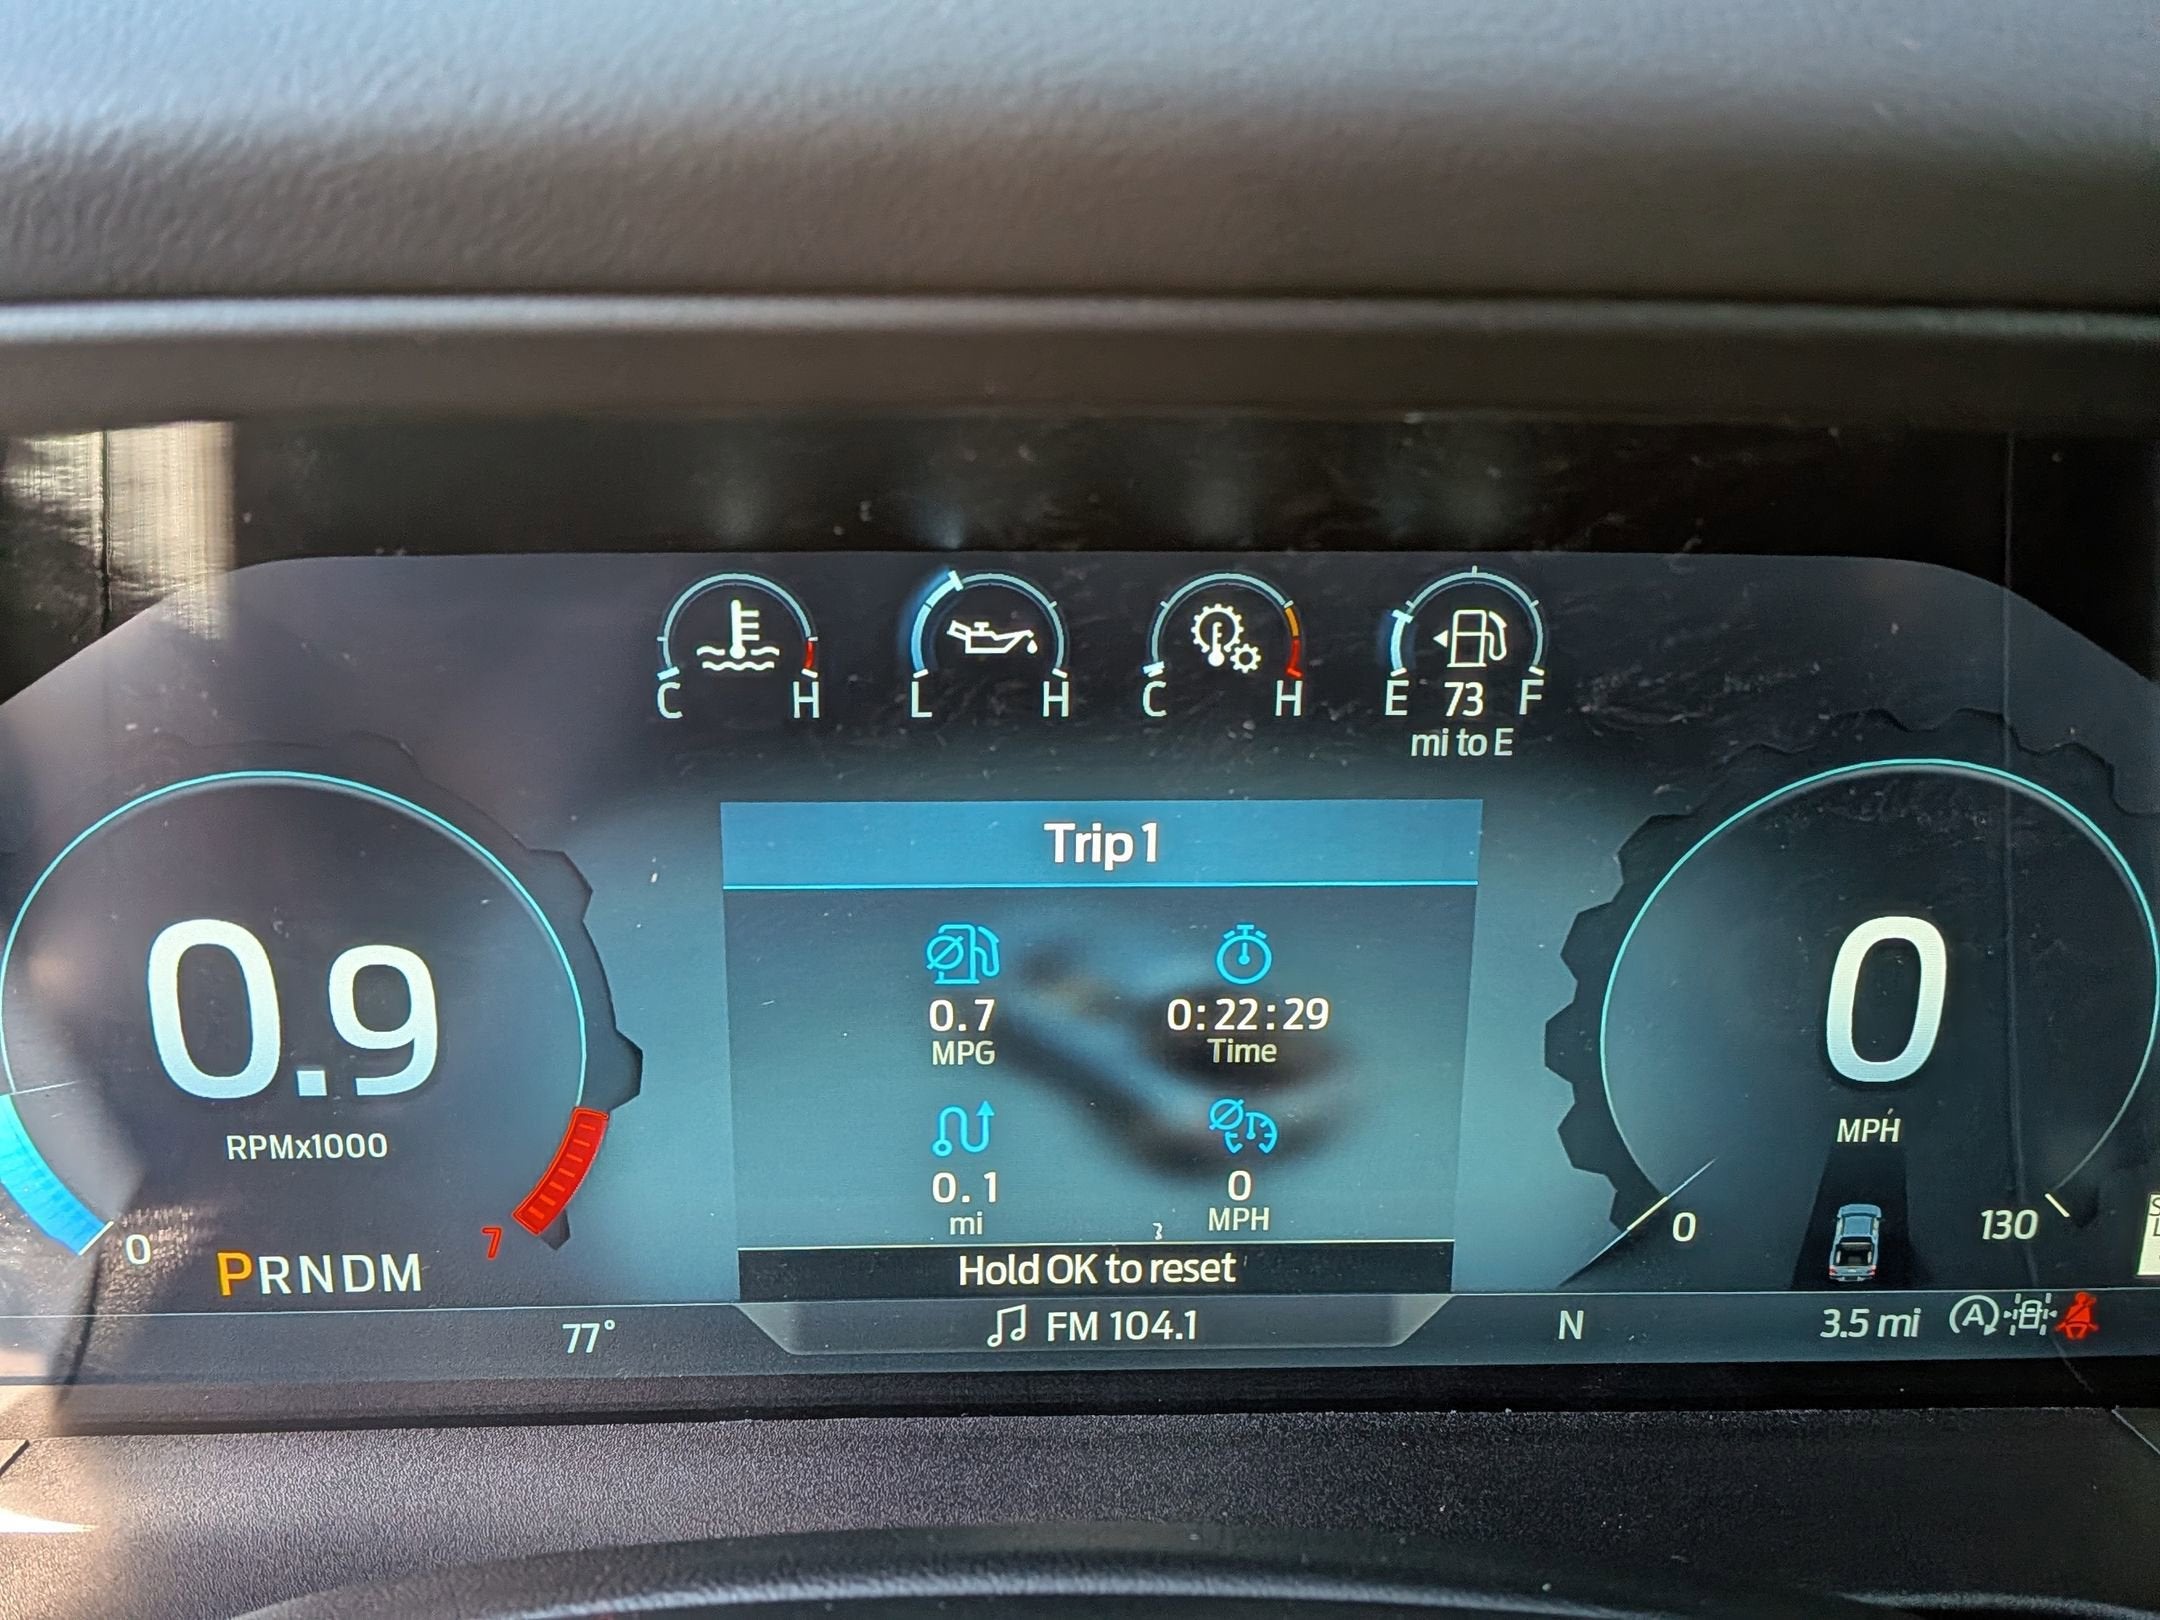 C H
L H
C H
E 73 F
mi to E
Trip 1
0.7
MPG
0:22:29
Time
0.1
mi
0
MPH
Hold OK to reset
0.9
RPMx1000
0
7
PRNDM
0
MPH
0
130
77°
FM 104.1
N
3.5 mi
A